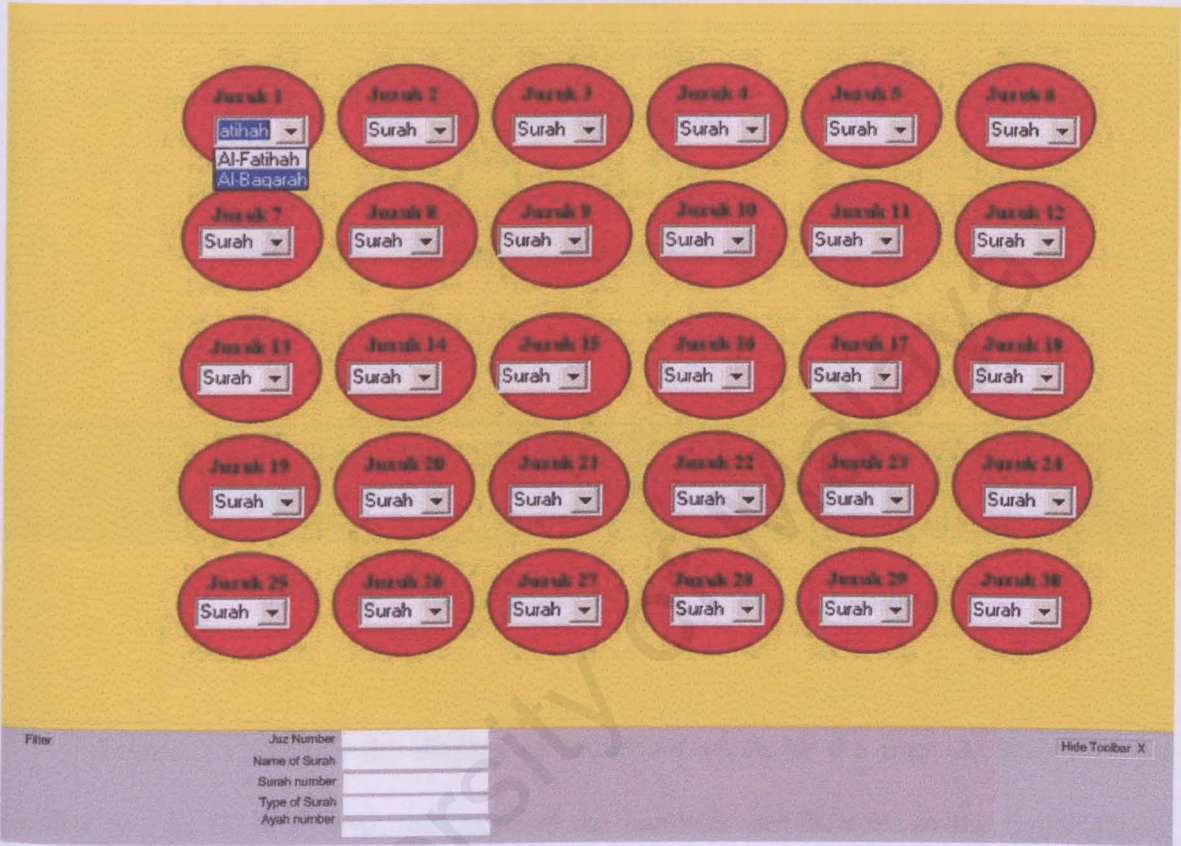 Juzuk 1 Juzuk 2 Juzuk 3 Juzuk 4 Juzuk 5 Juzuk 6
atihah Surah Surah Surah Surah Surah
Al-Fatihah
Al-Baqarah
Juzuk 7 Juzuk 8 Juzuk 9 Juzuk 10 Juzuk 11 Juzuk 12
Surah Surah Surah Surah Surah Surah
Juzuk 13 Juzuk 14 Juzuk 15 Juzuk 16 Juzuk 17 Juzuk 18
Surah Surah Surah Surah Surah Surah
Juzuk 19 Juzuk 20 Juzuk 21 Juzuk 22 Juzuk 23 Juzuk 24
Surah Surah Surah Surah Surah Surah
Juzuk 25 Juzuk 26 Juzuk 27 Juzuk 28 Juzuk 29 Juzuk 30
Surah Surah Surah Surah Surah Surah
Filter Juz Number Hide Toolbar X
Name of Surah
Surah number
Type of Surah
Ayah number